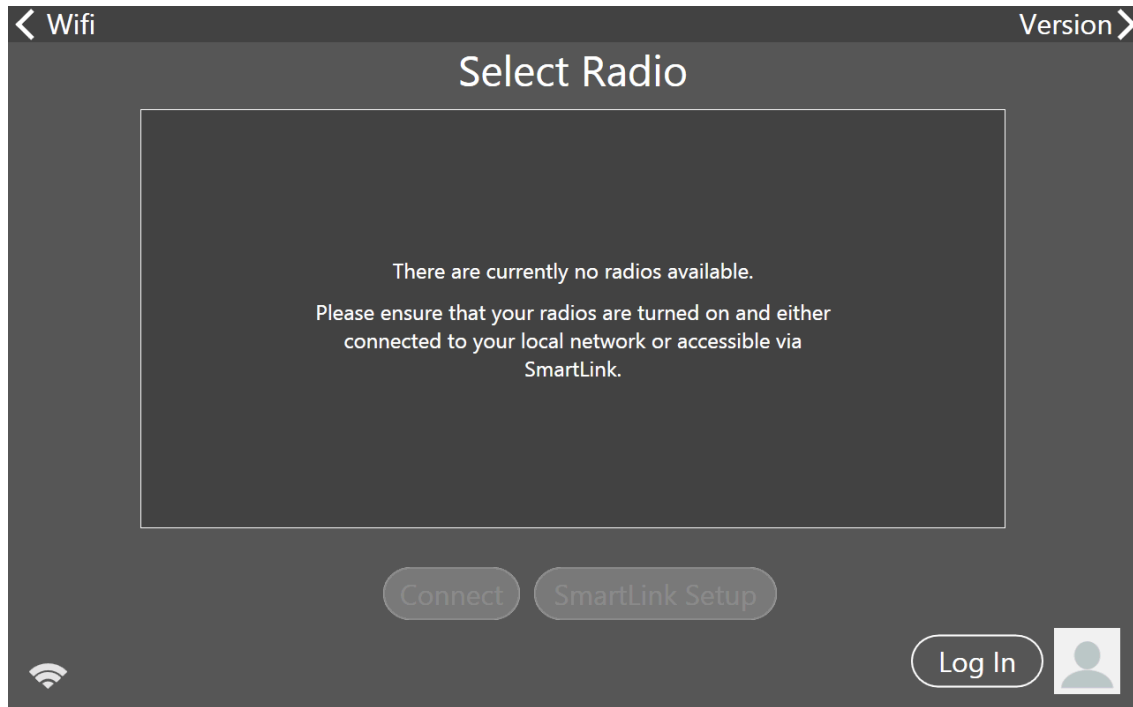 Wifi
Version
Select Radio
There are currently no radios available.
Please ensure that your radios are turned on and either
connected to your local network or accessible via
SmartLink.
Connect
SmartLink Setup
Log In